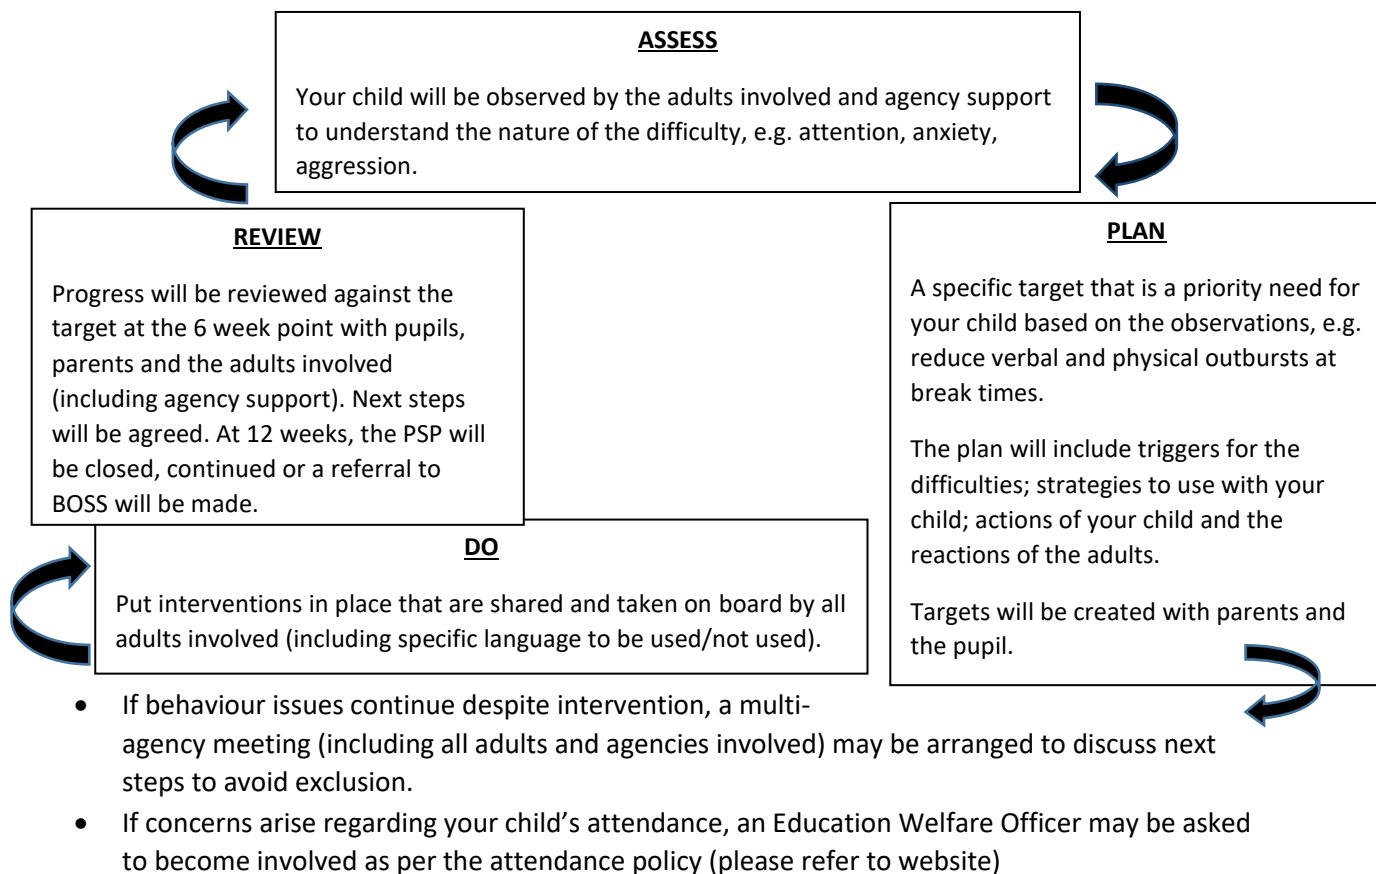 ASSESS
Your child will be observed by the adults involved and agency support
to understand the nature of the difficulty, e.g. attention, anxiety,
aggression.
REVIEW
Progress will be reviewed against the
target at the 6 week point with pupils,
parents and the adults involved
(including agency support). Next steps
will be agreed. At 12 weeks, the PSP will
be closed, continued or a referral to
BOSS will be made.
PLAN
A specific target that is a priority need for
your child based on the observations, e.g.
reduce verbal and physical outbursts at
break times.
The plan will include triggers for the
difficulties; strategies to use with your
child; actions of your child and the
reactions of the adults.
Targets will be created with parents and
the pupil.
DO
Put interventions in place that are shared and taken on board by all
adults involved (including specific language to be used/not used).
• If behaviour issues continue despite intervention, a multi-
agency meeting (including all adults and agencies involved) may be arranged to discuss next
steps to avoid exclusion.
• If concerns arise regarding your child’s attendance, an Education Welfare Officer may be asked
to become involved as per the attendance policy (please refer to website)